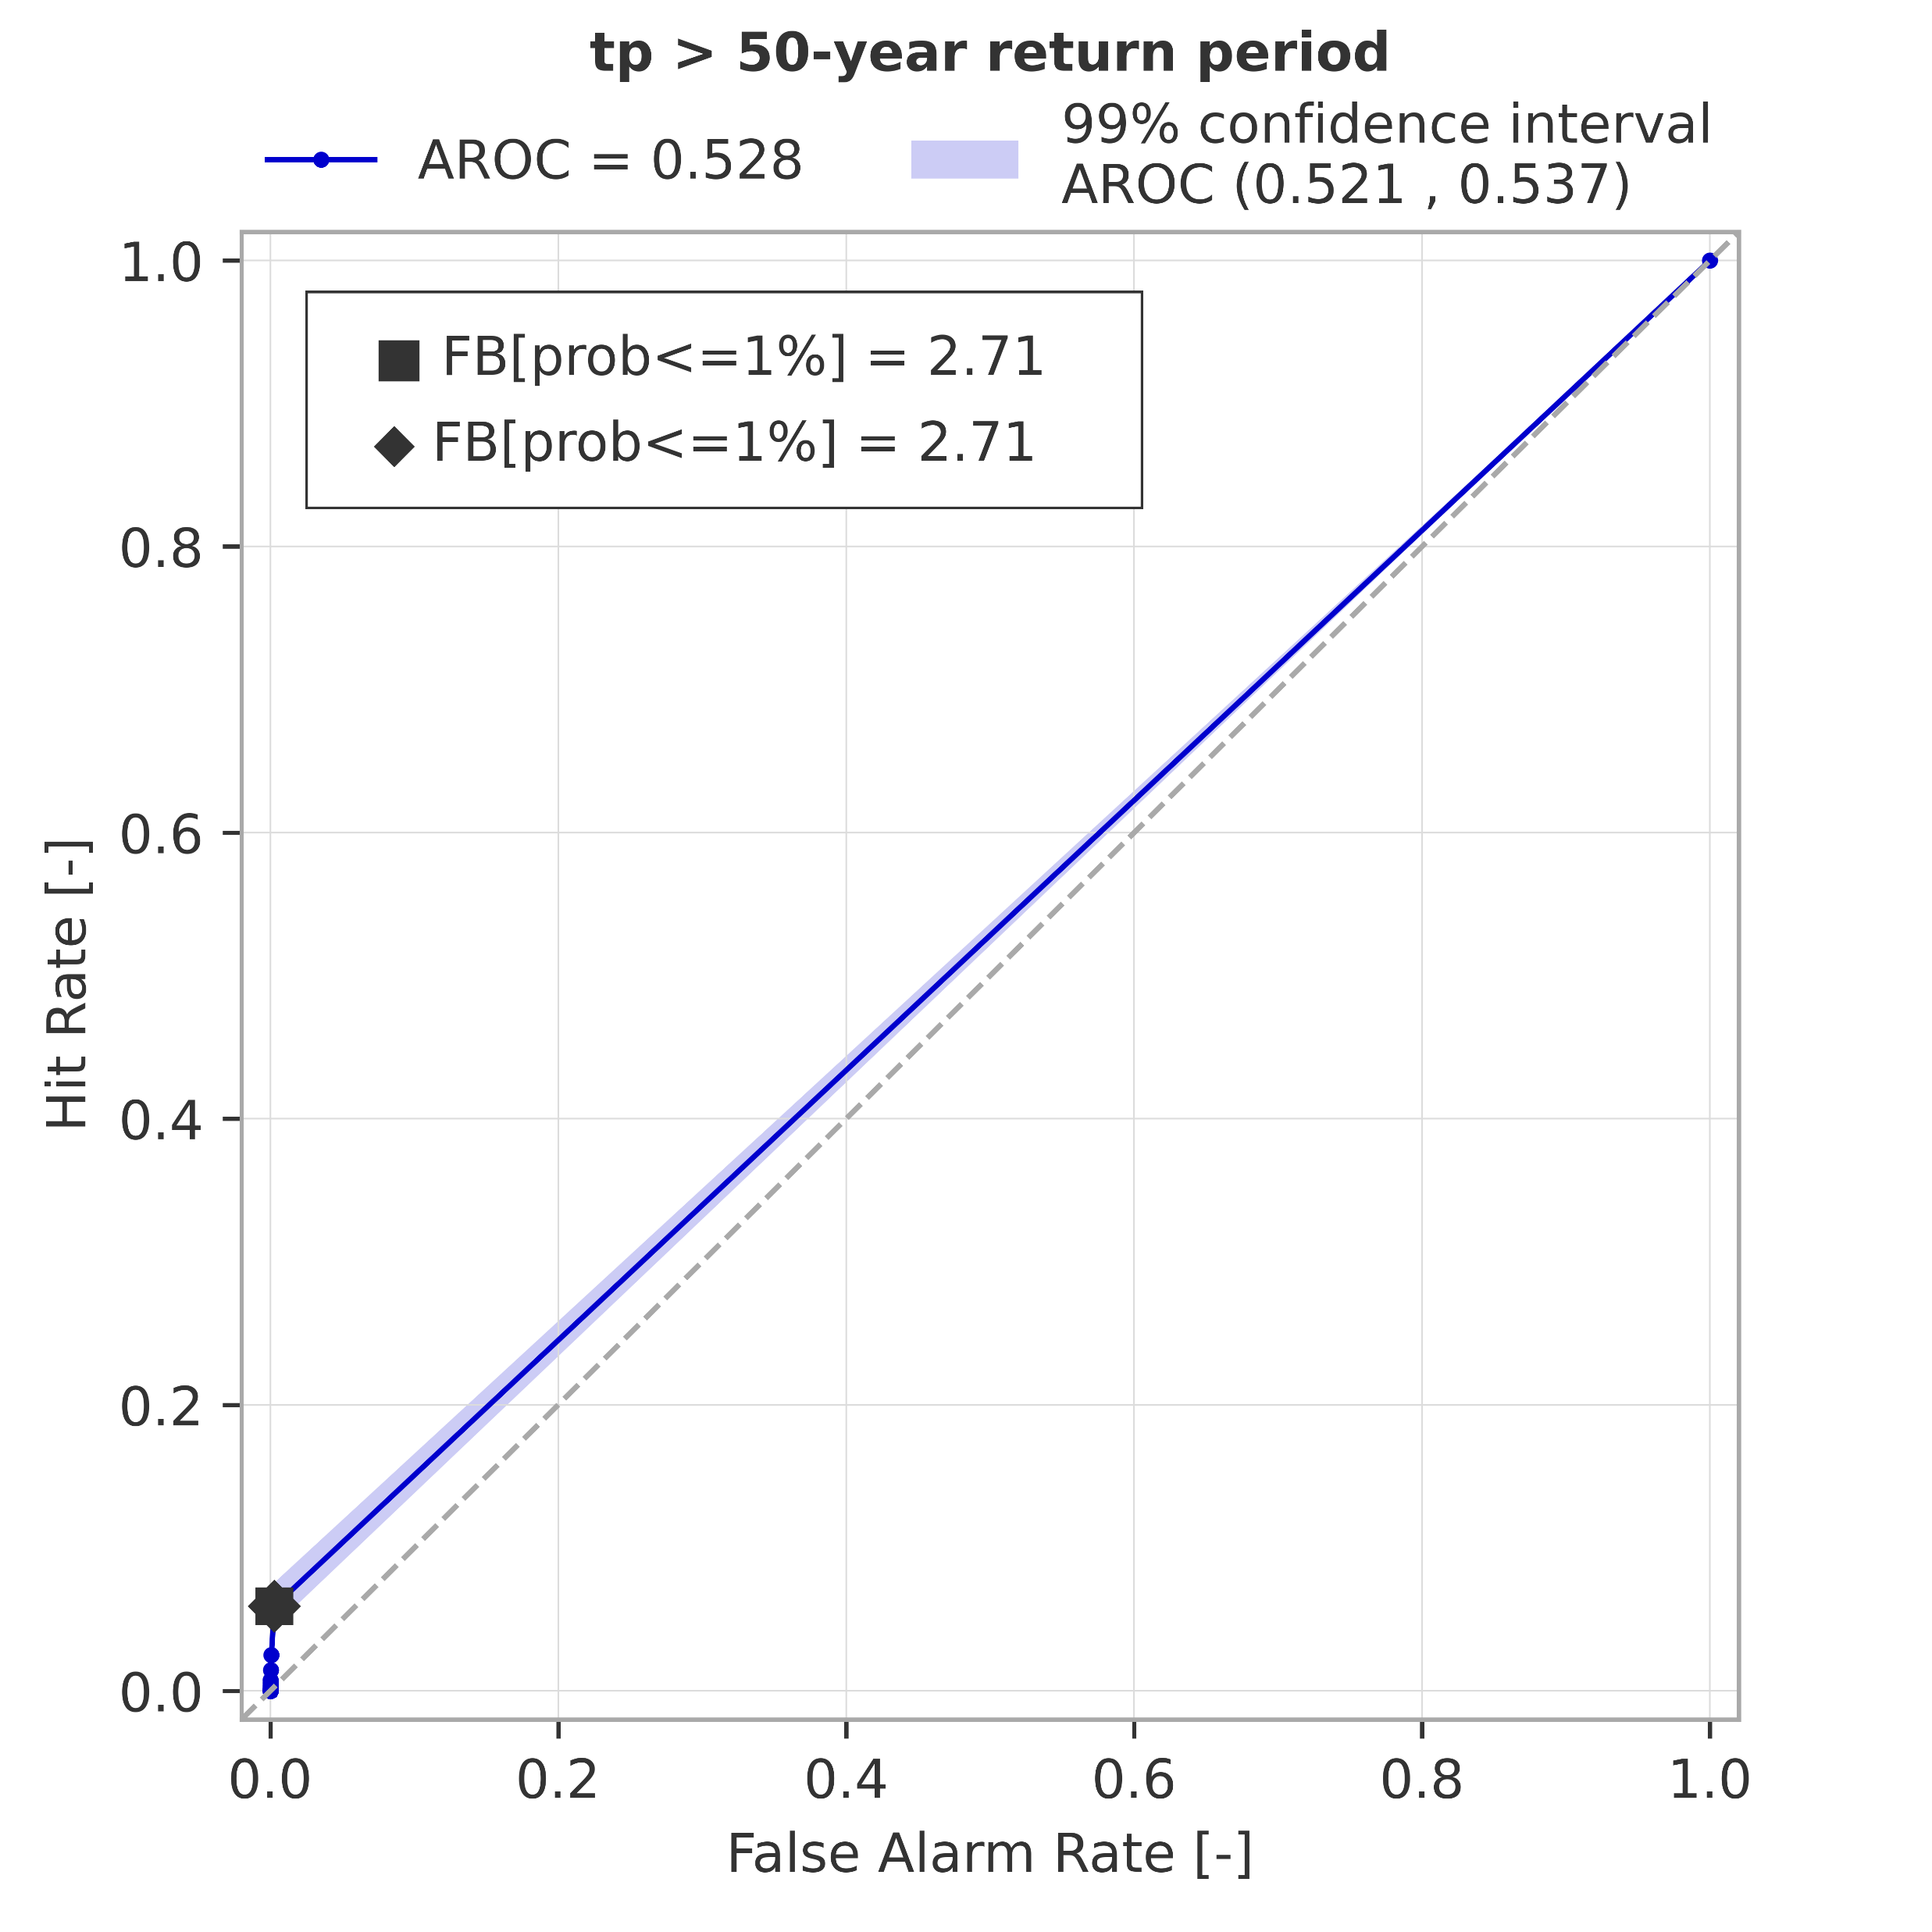 tp > 50-year return period
AROC = 0.528
99% confidence interval
AROC (0.521 , 0.537)
1.0
FB[prob<=1%] = 2.71
FB[prob<=1%] = 2.71
0.8
0.6
0.4
0.2
0.0
Hit Rate [-]
0.0 0.2 0.4 0.6 0.8 1.0
False Alarm Rate [-]